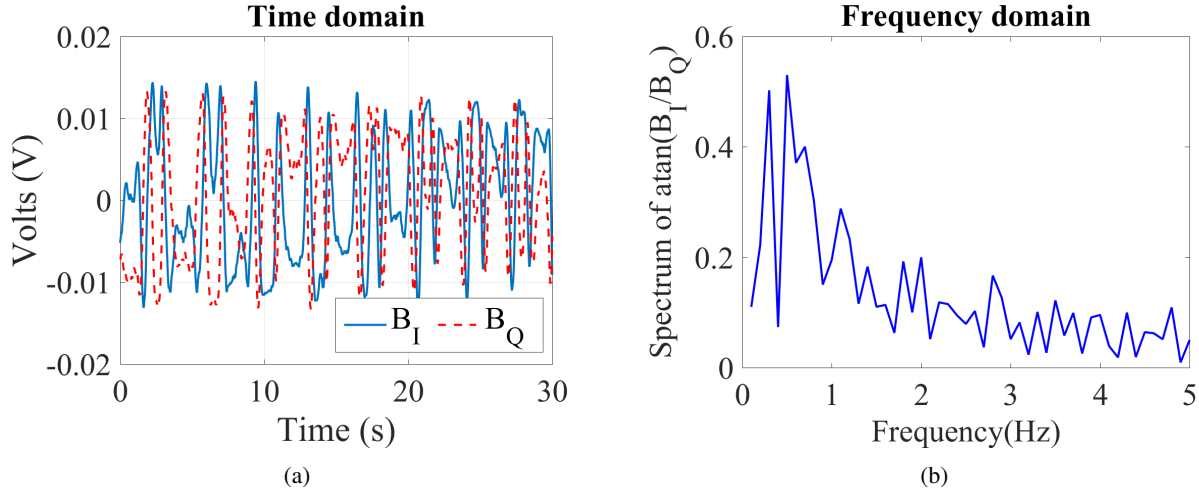 Time domain
Volts (V)
0.02
0.01
0
-0.01
-0.02
B_I B_Q
0 10 20 30
Time (s)
(a)
Frequency domain
Spectrum of atan(B_I/B_Q)
0.6
0.4
0.2
0
0 1 2 3 4 5
Frequency(Hz)
(b)